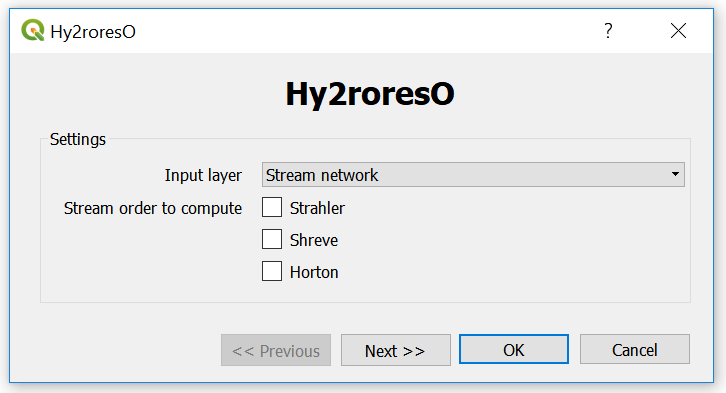 Hy2roresO
?
Hy2roresO
Settings
Input layer Stream network
Stream order to compute Strahler
Shreve
Horton
<< Previous Next >> OK Cancel